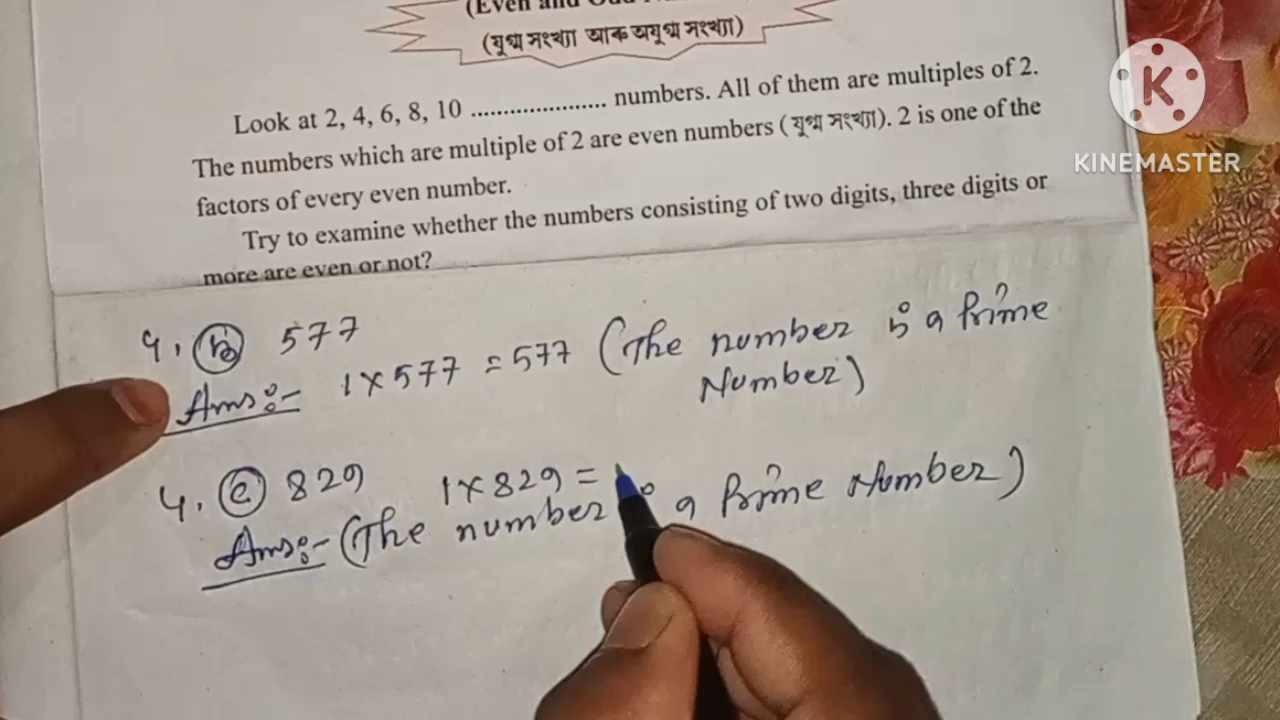 (Even and Odd Nu
(যুগ্ম সংখ্যা আৰু অযুগ্ম সংখ্যা)
Look at 2, 4, 6, 8, 10 ..................... numbers. All of them are multiples of 2.
The numbers which are multiple of 2 are even numbers (যুগ্ম সংখ্যা). 2 is one of the
factors of every even number.
Try to examine whether the numbers consisting of two digits, three digits or
more are even or not?
4. (b) 577
Ans:- 1 x 577 = 577 (The number is a Prime
Number)
4. (c) 829 1 x 829 =
Ans:- (The number a Prime Number)
KINEMASTER